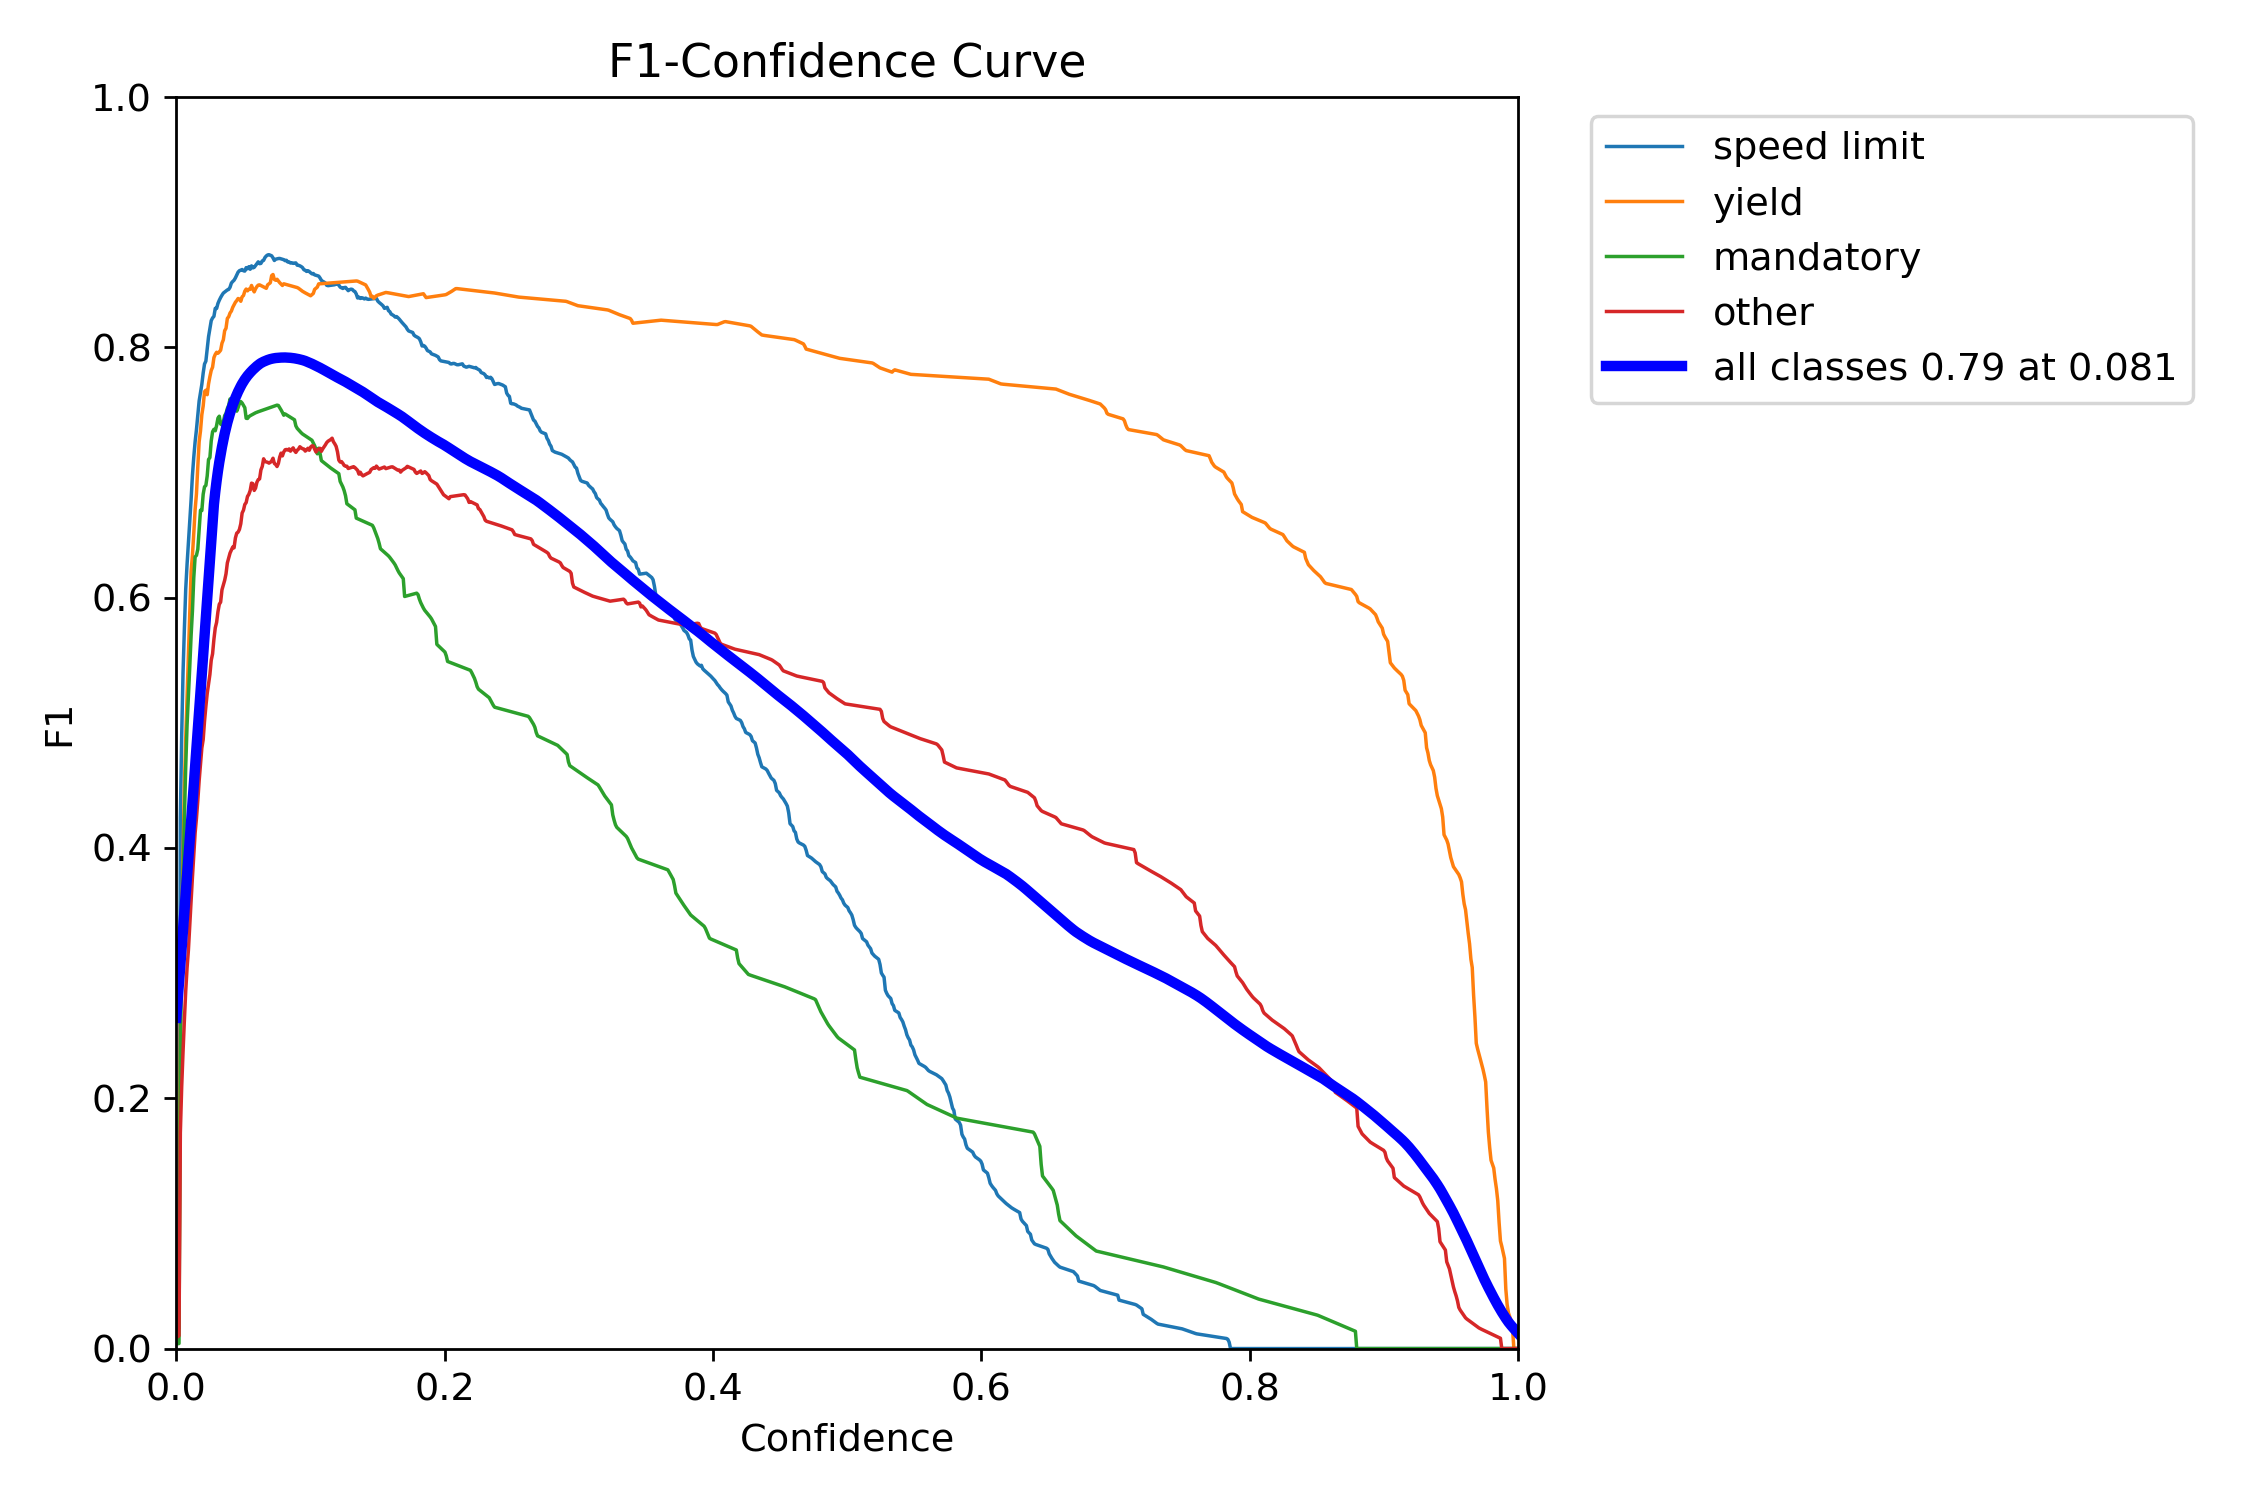 F1-Confidence Curve
1.0
0.8
0.6
0.4
0.2
0.0
F1
0.0 0.2 0.4 0.6 0.8 1.0
Confidence
speed limit
yield
mandatory
other
all classes 0.79 at 0.081